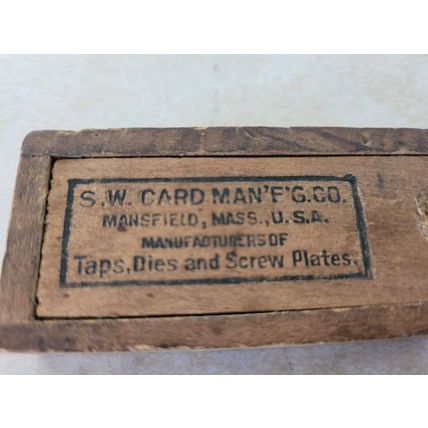 S.W. CARD MAN'F'G.CO.
MANSFIELD, MASS., U.S.A.
MANUFACTURERS OF
Taps, Dies and Screw Plates.